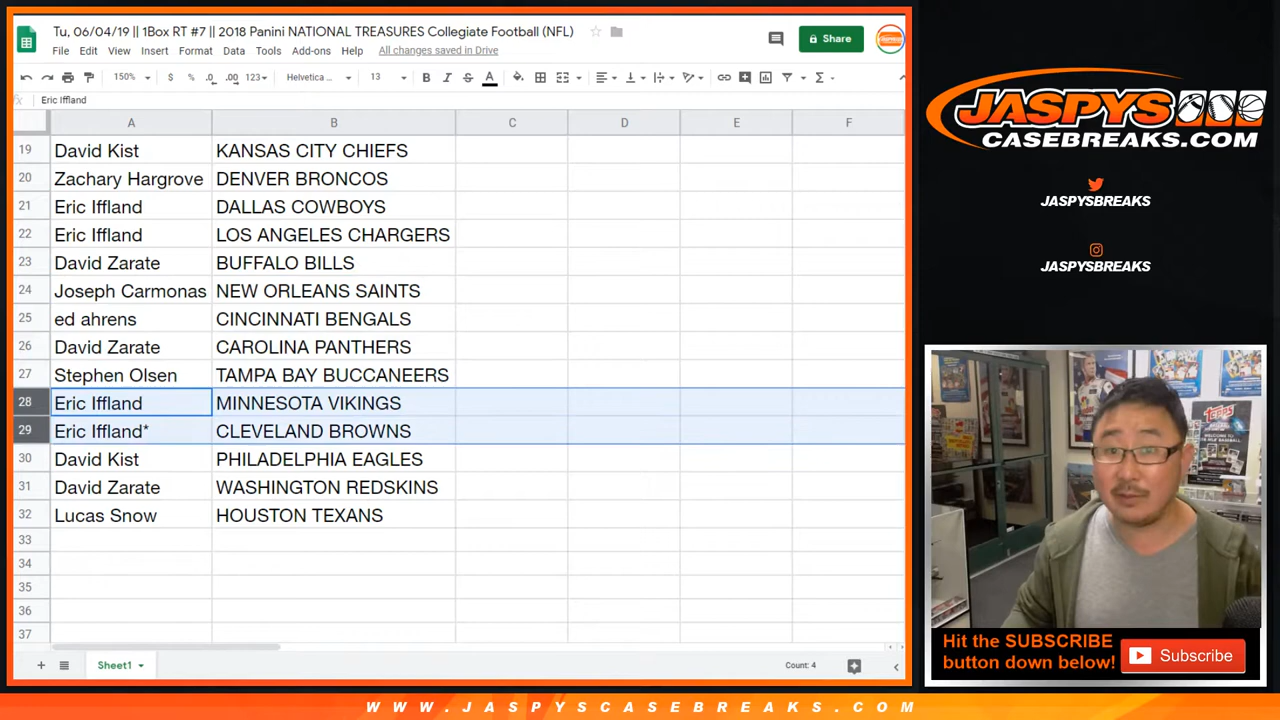 Tu, 06/04/19 || 1Box RT #7 || 2018 Panini NATIONAL TREASURES Collegiate Football (NFL)
File Edit View Insert Format Data Tools Add-ons Help All changes saved in Drive
Share
150% $ % .0 .00 123 Helvetica ... 13 B I S A
fx Eric Iffland
A B C D E F
19 David Kist KANSAS CITY CHIEFS
20 Zachary Hargrove DENVER BRONCOS
21 Eric Iffland DALLAS COWBOYS
22 Eric Iffland LOS ANGELES CHARGERS
23 David Zarate BUFFALO BILLS
24 Joseph Carmonas NEW ORLEANS SAINTS
25 ed ahrens CINCINNATI BENGALS
26 David Zarate CAROLINA PANTHERS
27 Stephen Olsen TAMPA BAY BUCCANEERS
28 Eric Iffland MINNESOTA VIKINGS
29 Eric Iffland* CLEVELAND BROWNS
30 David Kist PHILADELPHIA EAGLES
31 David Zarate WASHINGTON REDSKINS
32 Lucas Snow HOUSTON TEXANS
33
34
35
36
37
Sheet1 Count: 4
JASPYS
CASEBREAKS.COM
JASPYSBREAKS
JASPYSBREAKS
TOPPS
Hit the SUBSCRIBE
button down below!
Subscribe
WWW.JASPYSCASEBREAKS.COM